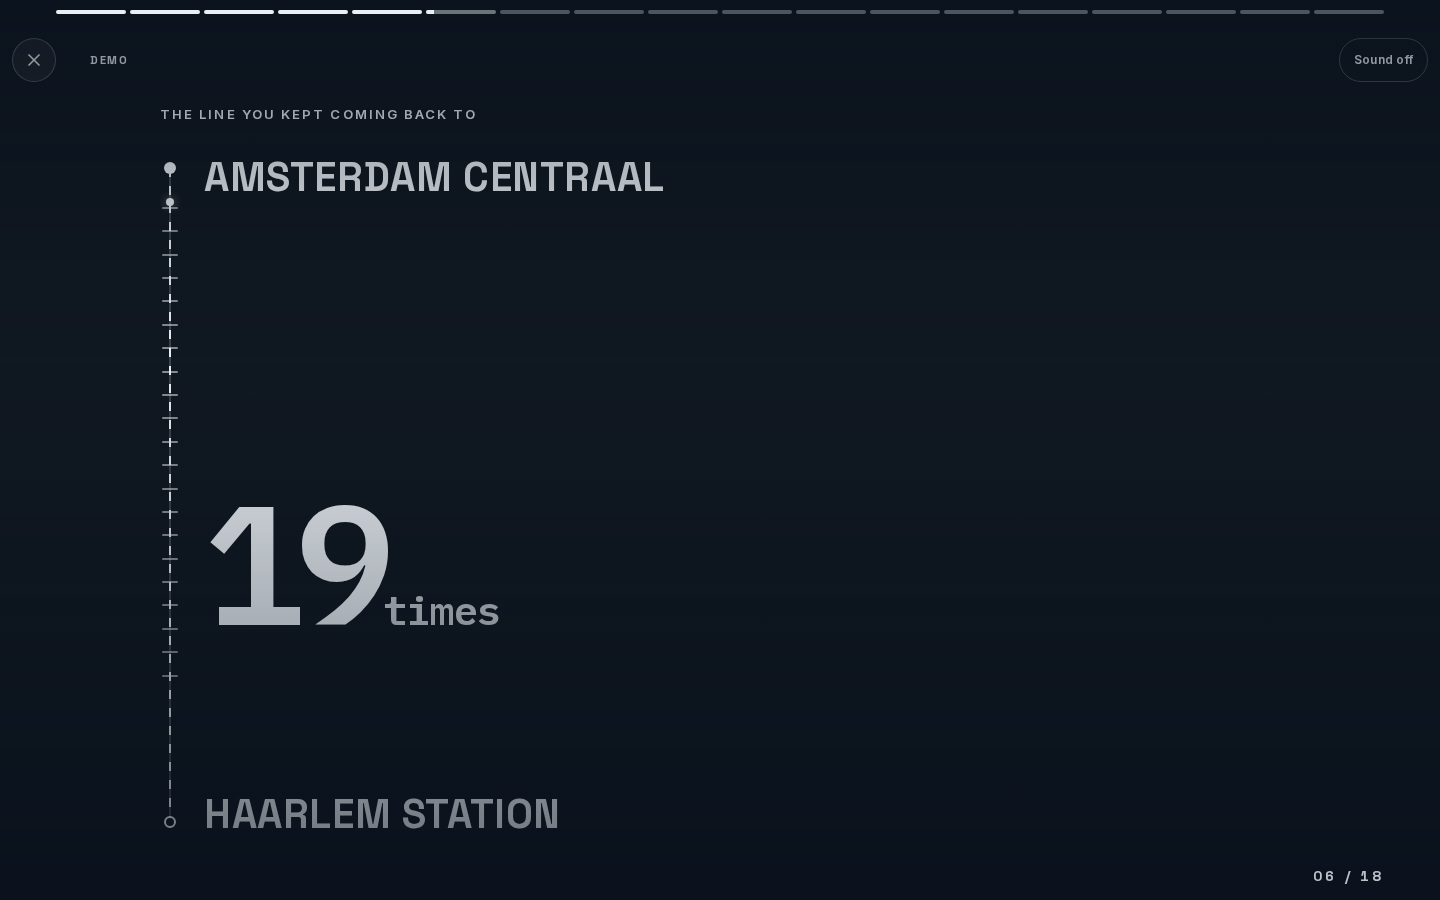 DEMO
Sound off
THE LINE YOU KEPT COMING BACK TO
AMSTERDAM CENTRAAL
19 times
HAARLEM STATION
06 / 18